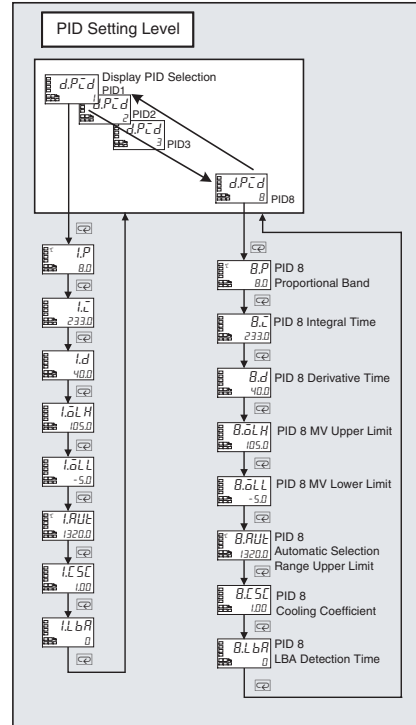 PID Setting Level
Display PID Selection
d.PId
1
PID1
d.PId
2
PID2
d.PId
3
PID3
d.PId
8
PID8
1.P
8.0
1.I
233.0
1.d
40.0
1.oLH
105.0
1.oLL
-5.0
1.AUt
1320.0
1.CSC
1.00
1.LbA
0
8.P
8.0
PID 8
Proportional Band
8.I
233.0
PID 8 Integral Time
8.d
40.0
PID 8 Derivative Time
8.oLH
105.0
PID 8 MV Upper Limit
8.oLL
-5.0
PID 8 MV Lower Limit
8.AUt
1320.0
PID 8
Automatic Selection
Range Upper Limit
8.CSC
1.00
PID 8
Cooling Coefficient
8.LbA
0
PID 8
LBA Detection Time